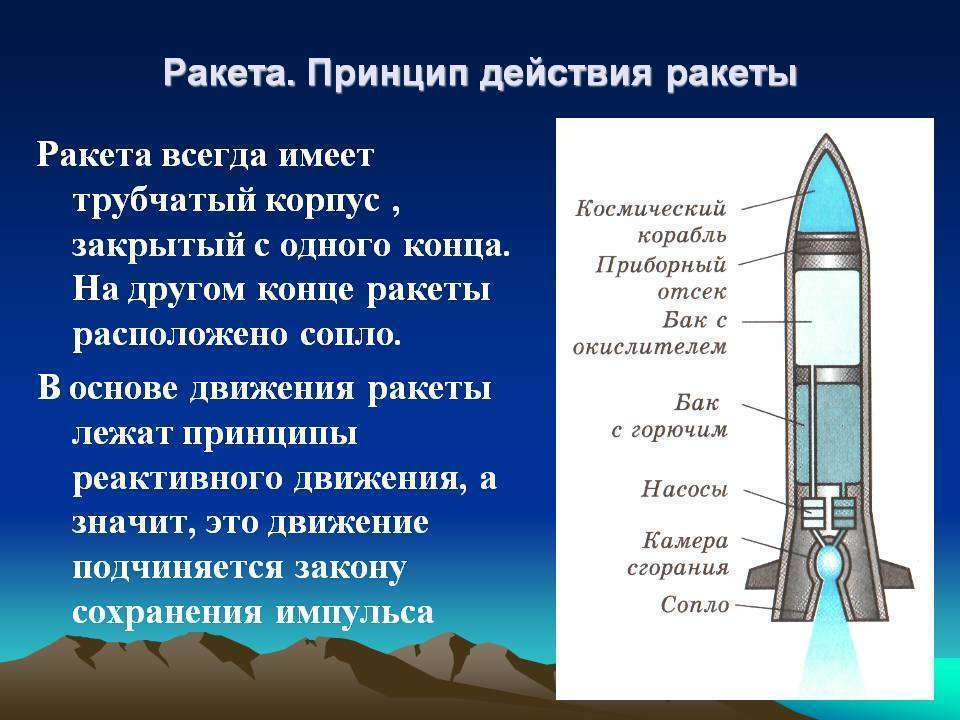 Ракета. Принцип действия ракеты
Ракета всегда имеет
трубчатый корпус ,
закрытый с одного конца.
На другом конце ракеты
расположено сопло.
В основе движения ракеты
лежат принципы
реактивного движения, а
значит, это движение
подчиняется закону
сохранения импульса
Космический
корабль
Приборный
отсек
Бак с
окислителем
Бак
с горючим
Насосы
Камера
сгорания
Сопло